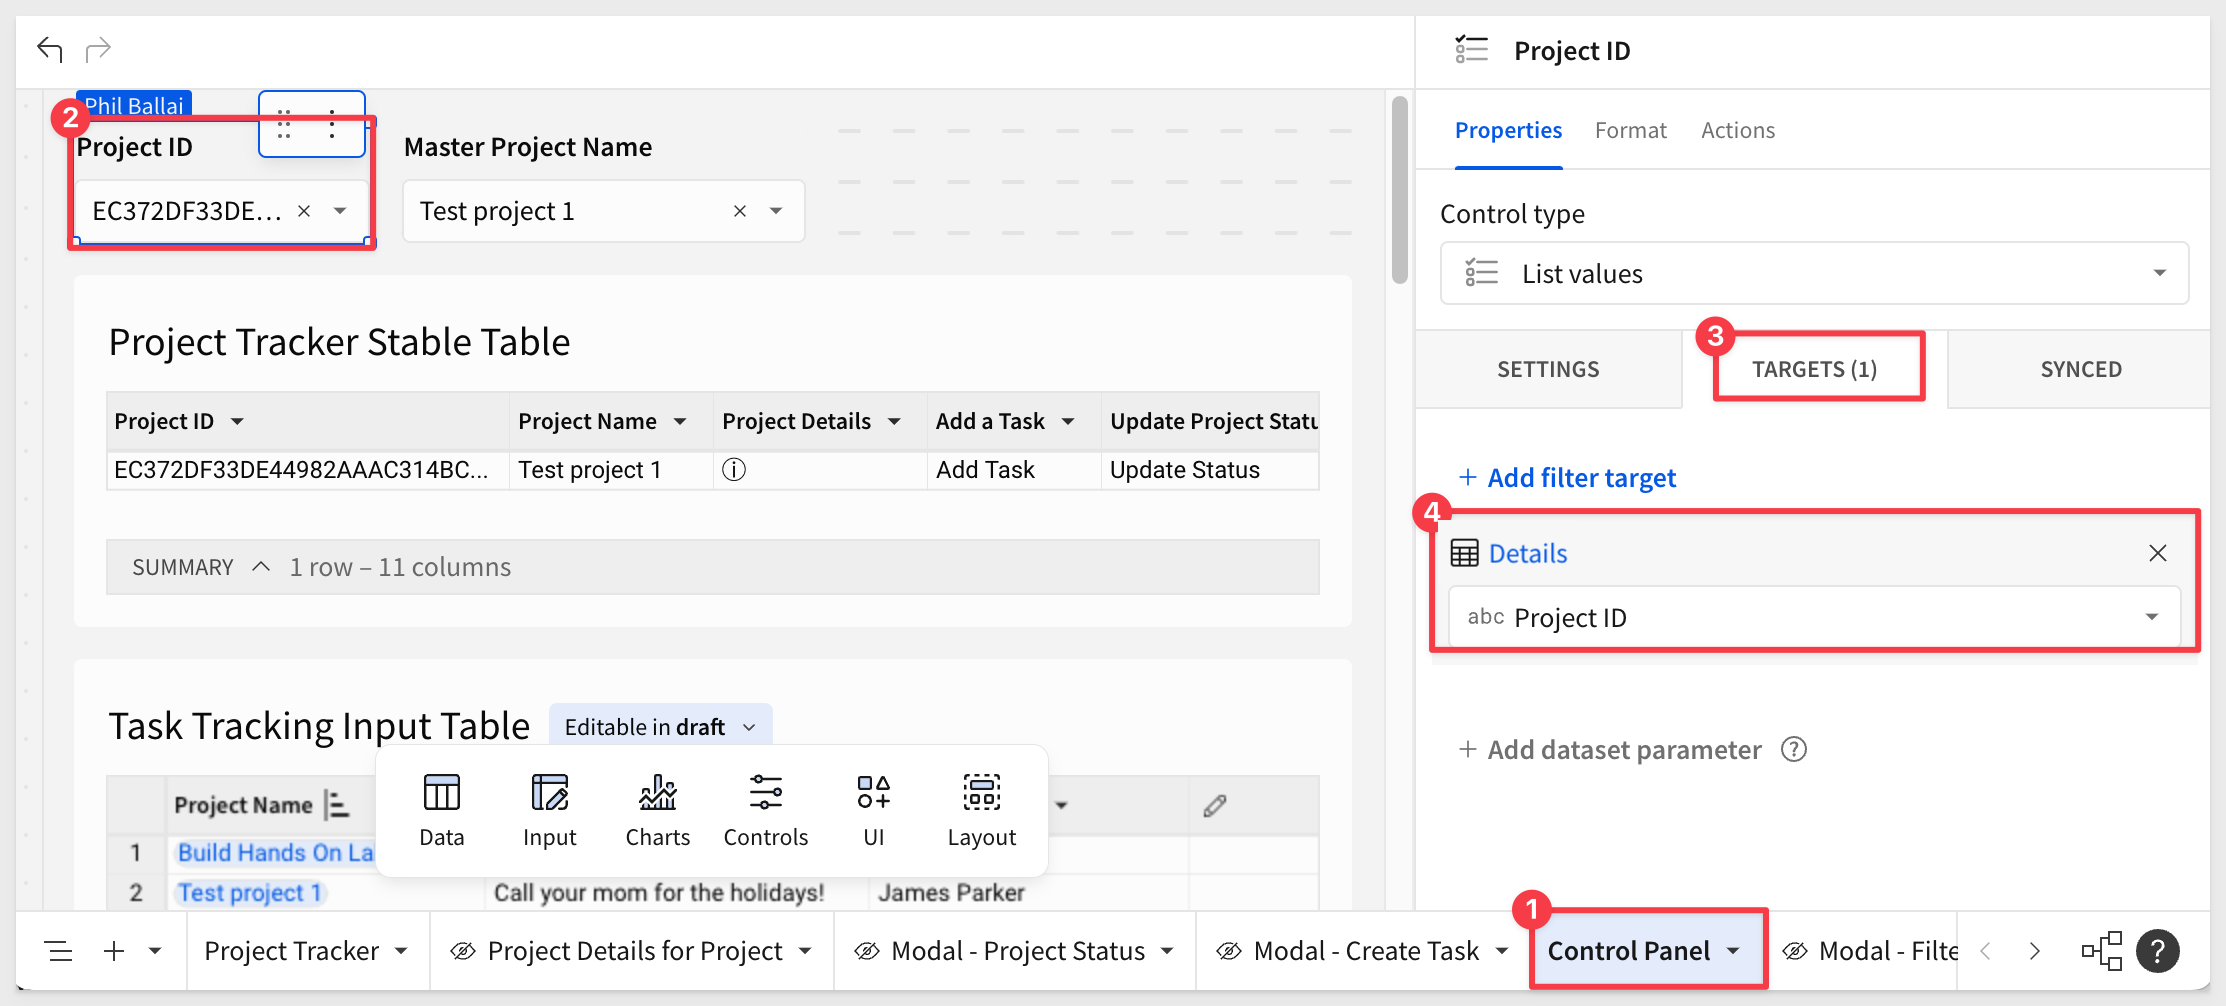 Project ID
Phil Ballai
2
Project ID
Master Project Name
EC372DF33DE...
Test project 1
Properties
Format
Actions
Control type
List values
3
SETTINGS
TARGETS (1)
SYNCED
Project Tracker Stable Table
Project ID
Project Name
Project Details
Add a Task
Update Project Statu
EC372DF33DE44982AAAC314BC...
Test project 1
Add Task
Update Status
SUMMARY
1 row – 11 columns
+ Add filter target
4
Details
abc Project ID
+ Add dataset parameter ?
Task Tracking Input Table
Editable in draft
Data
Input
Charts
Controls
UI
Layout
Project Name
1
Build Hands On La
2
Test project 1
Call your mom for the holidays!
James Parker
1
Project Tracker
Project Details for Project
Modal - Project Status
Modal - Create Task
Control Panel
Modal - Filte
?